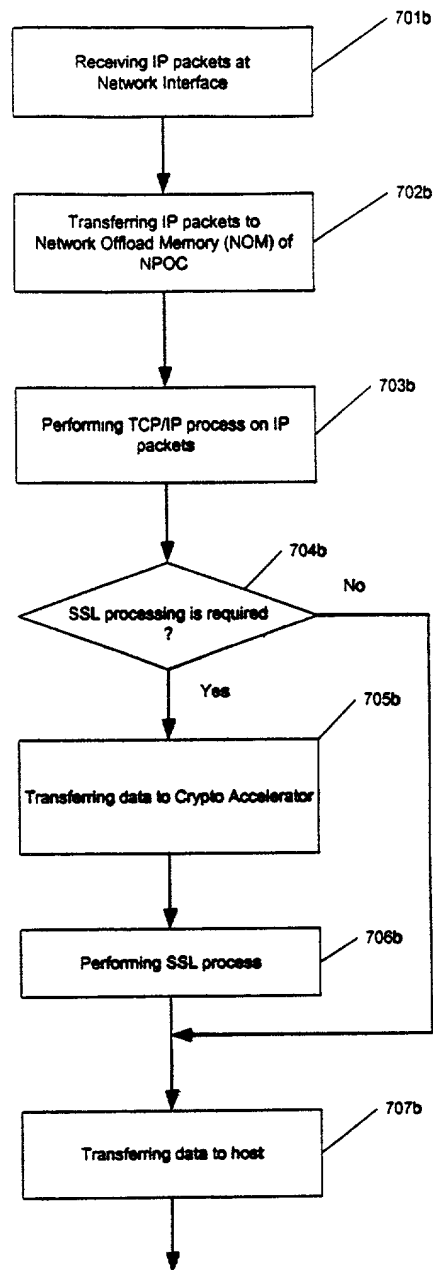 701b
Receiving IP packets at
Network Interface
702b
Transferring IP packets to
Network Offload Memory (NOM) of
NPOC
703b
Performing TCP/IP process on IP
packets
704b
No
SSL processing is required
?
Yes
705b
Transferring data to Crypto Accelerator
706b
Performing SSL process
707b
Transferring data to host